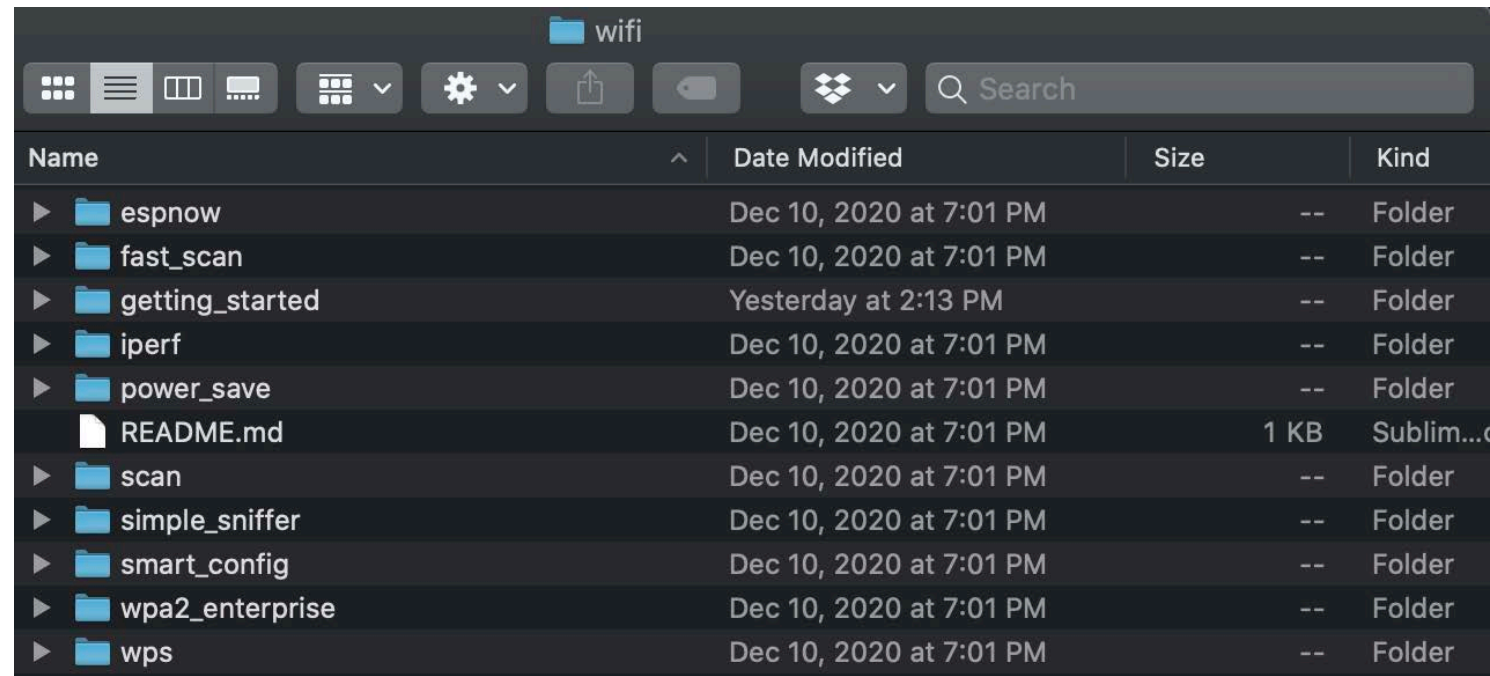 wifi
Search
Name Date Modified Size Kind
espnow Dec 10, 2020 at 7:01 PM -- Folder
fast_scan Dec 10, 2020 at 7:01 PM -- Folder
getting_started Yesterday at 2:13 PM -- Folder
iperf Dec 10, 2020 at 7:01 PM -- Folder
power_save Dec 10, 2020 at 7:01 PM -- Folder
README.md Dec 10, 2020 at 7:01 PM 1 KB Sublim...c
scan Dec 10, 2020 at 7:01 PM -- Folder
simple_sniffer Dec 10, 2020 at 7:01 PM -- Folder
smart_config Dec 10, 2020 at 7:01 PM -- Folder
wpa2_enterprise Dec 10, 2020 at 7:01 PM -- Folder
wps Dec 10, 2020 at 7:01 PM -- Folder